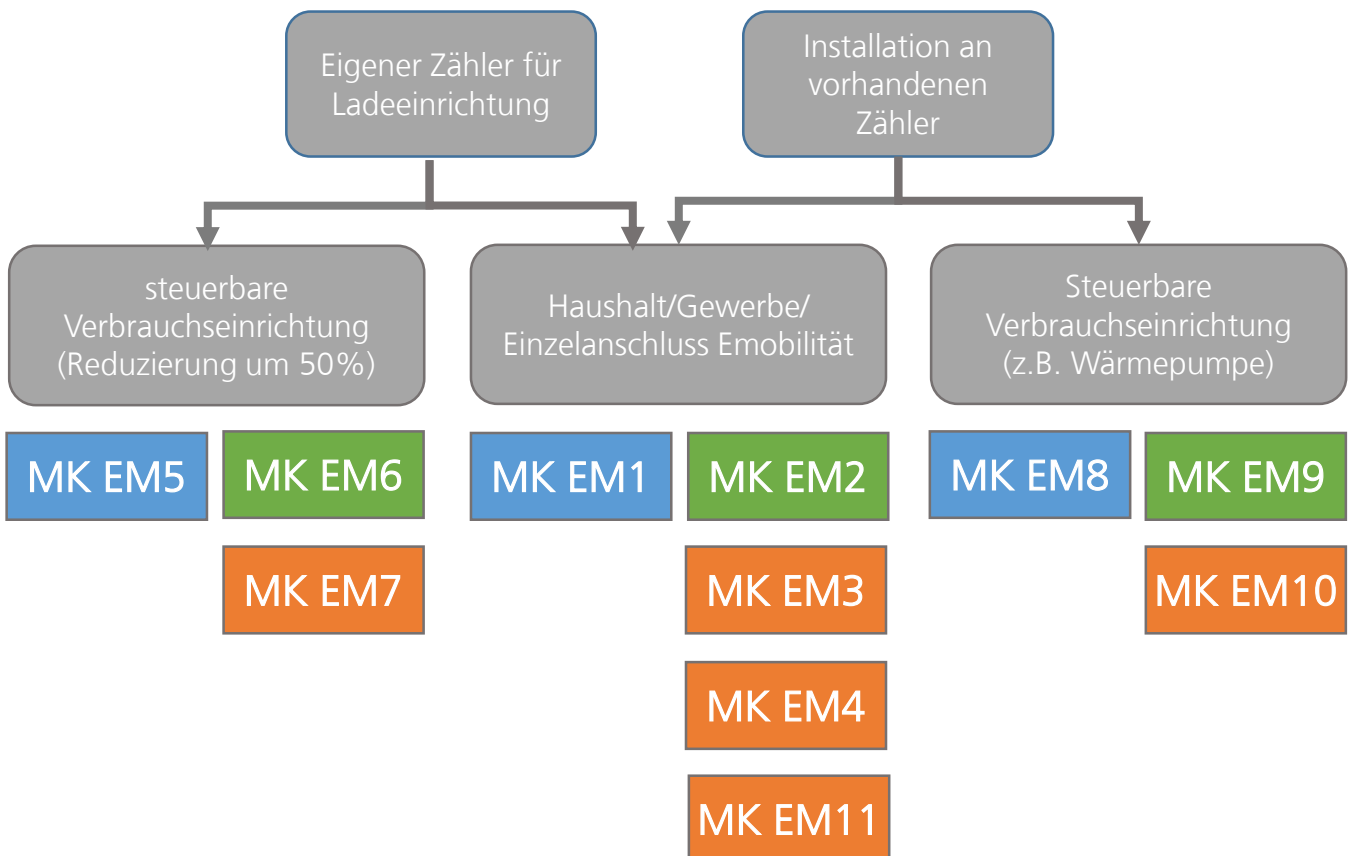 Eigener Zähler für
Ladeeinrichtung
Installation an
vorhandenen
Zähler
steuerbare
Verbrauchseinrichtung
(Reduzierung um 50%)
Haushalt/Gewerbe/
Einzelanschluss Emobilität
Steuerbare
Verbrauchseinrichtung
(z.B. Wärmepumpe)
MK EM5
MK EM6
MK EM1
MK EM2
MK EM8
MK EM9
MK EM7
MK EM3
MK EM10
MK EM4
MK EM11